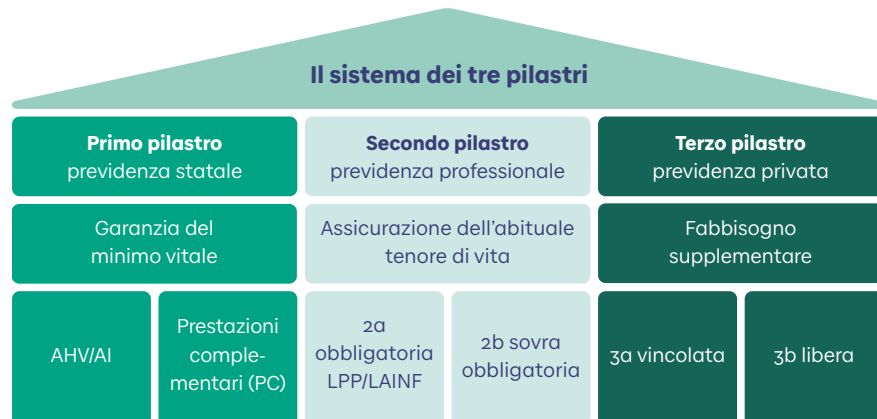 Il sistema dei tre pilastri
Primo pilastro
previdenza statale
Secondo pilastro
previdenza professionale
Terzo pilastro
previdenza privata
Garanzia del
minimo vitale
Assicurazione dell’abituale
tenore di vita
Fabbisogno
supplementare
AHV/AI
Prestazioni
comple-
mentari (PC)
2a
obbligatoria
LPP/LAINF
2b sovra
obbligatoria
3a vincolata
3b libera